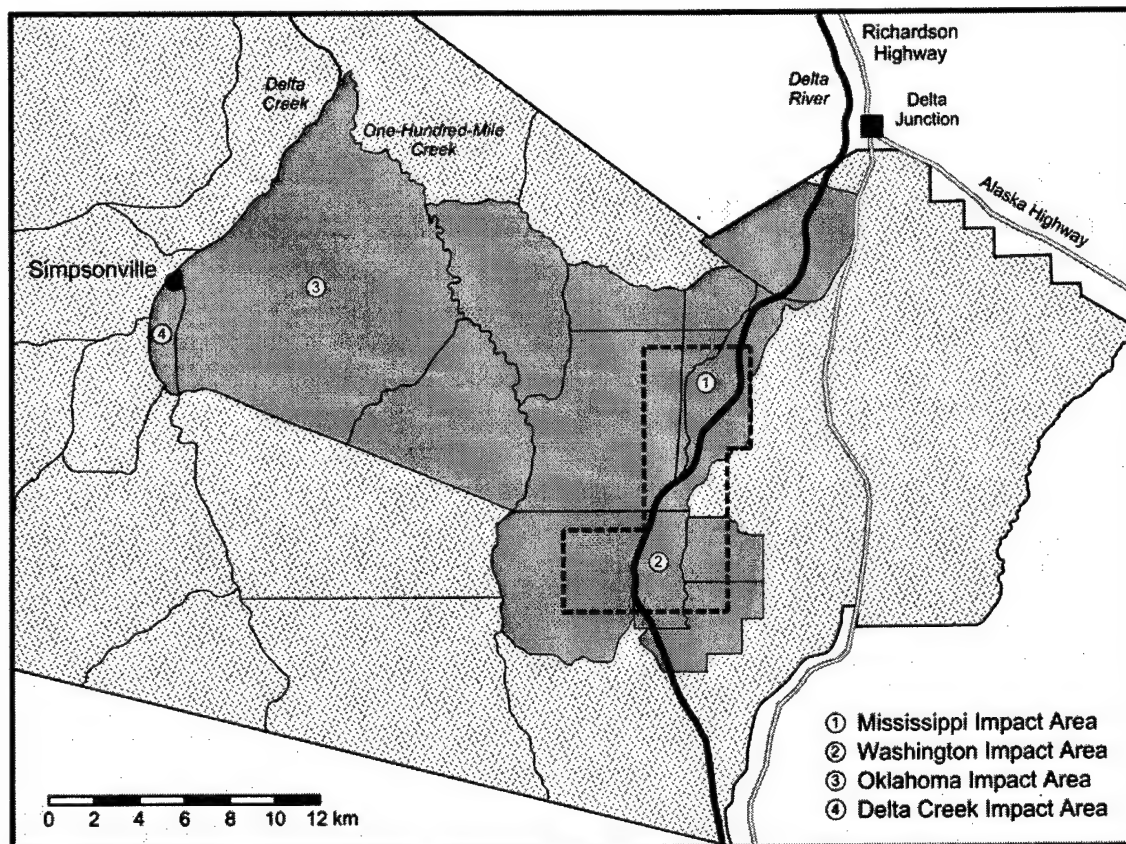 Richardson
Highway
Delta
River
Delta
Junction
Delta
Creek
One-Hundred-Mile
Creek
Alaska Highway
Simpsonville
3
4
1
2
① Mississippi Impact Area
② Washington Impact Area
③ Oklahoma Impact Area
④ Delta Creek Impact Area
0 2 4 6 8 10 12 km